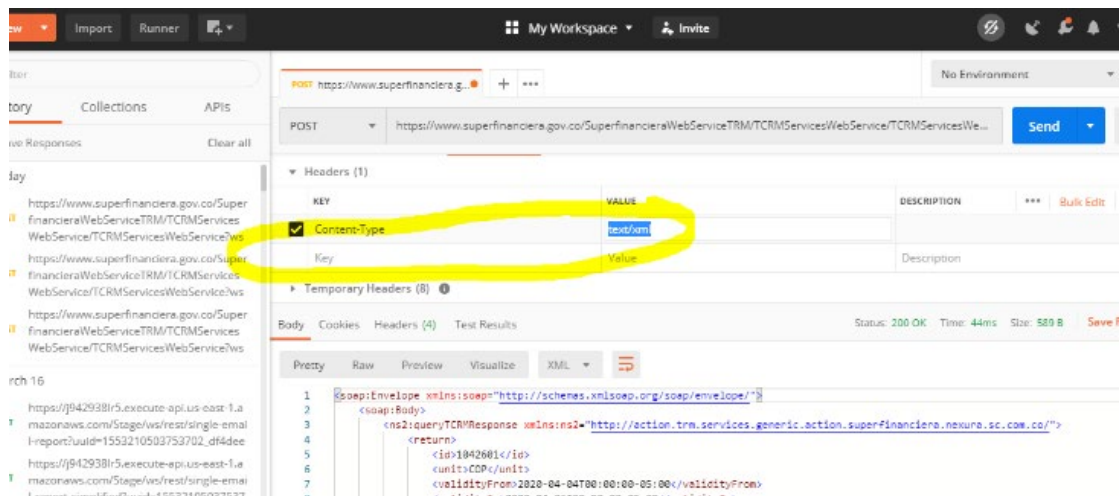 ew Import Runner My Workspace Invite
No Environment
POST https://www.superfinanciera.g...
POST https://www.superfinanciera.gov.co/SuperfinancieraWebServiceTRM/TCRMServicesWebService/TCRMServicesWe... Send
lter
tory Collections APIs
ave Responses Clear all
day
https://www.superfinanciera.gov.co/Super
financieraWebServiceTRM/TCRMServices
WebService/TCRMServicesWebService?ws
https://www.superfinanciera.gov.co/Super
financieraWebServiceTRM/TCRMServices
WebService/TCRMServicesWebService?ws
https://www.superfinanciera.gov.co/Super
financieraWebServiceTRM/TCRMServices
WebService/TCRMServicesWebService?ws
rch 16
https://j942938lr5.execute-api.us-east-1.a
mazonaws.com/Stage/ws/rest/single-emai
l-report?uuid=1553210503753702_df4dee
https://j942938lr5.execute-api.us-east-1.a
mazonaws.com/Stage/ws/rest/single-emai
Headers (1)
KEY VALUE DESCRIPTION ••• Bulk Edit
Content-Type text/xml
Key Value Description
Temporary Headers (8)
Body Cookies Headers (4) Test Results Status: 200 OK Time: 44ms Size: 589 B Save
Pretty Raw Preview Visualize XML
1 <soap:Envelope xmlns:soap="http://schemas.xmlsoap.org/soap/envelope/">
2 <soap:Body>
3 <ns2:queryTCRMResponse xmlns:ns2="http://action.trm.services.generic.action.superfinanciera.nexura.sc.com.co/">
4 <return>
5 <id>1042601</id>
6 <unit>COP</unit>
7 <validityFrom>2020-04-04T00:00:00-05:00</validityFrom>